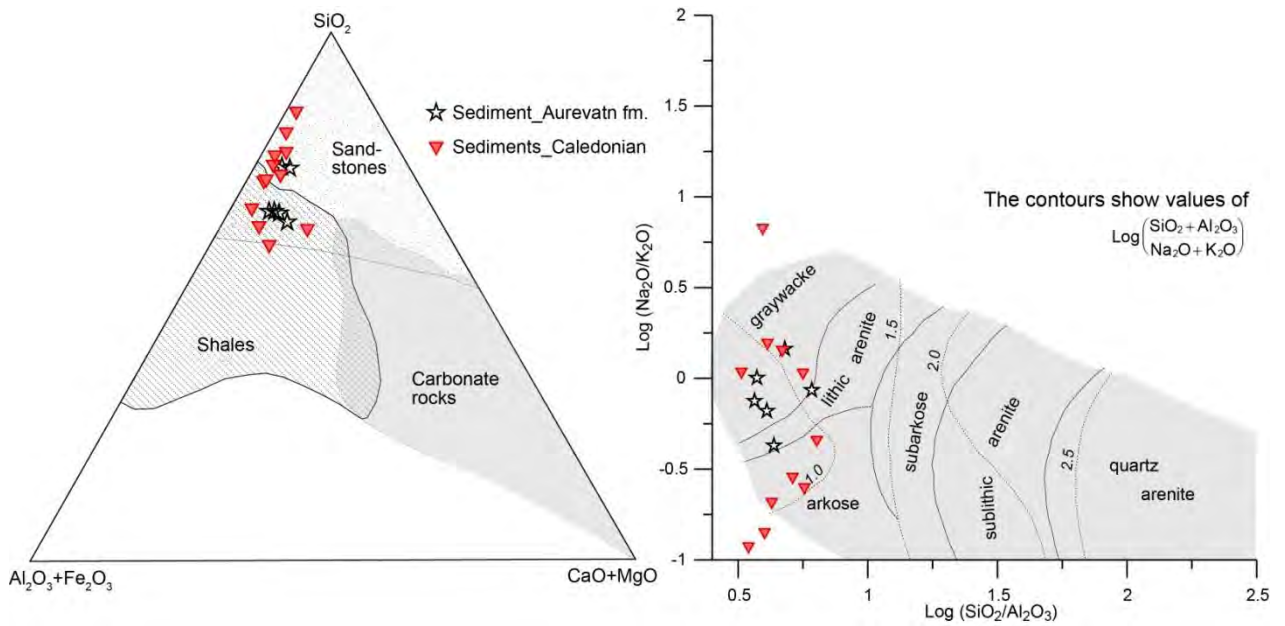 SiO₂
Sediment_Aurevatn fm.
Sediments_Caledonian
Sand-
stones
Shales
Carbonate
rocks
Al₂O₃+Fe₂O₃
CaO+MgO
2
1.5
1
0.5
0
-0.5
-1
Log (Na₂O/K₂O)
The contours show values of
Log(SiO₂+Al₂O₃
Na₂O+K₂O)
graywacke
lithic arenite
1.5
2.0
subarkose
arenite
sublithic
1.0
arkose
2.5
quartz
arenite
0.5
1
1.5
2
2.5
Log (SiO₂/Al₂O₃)